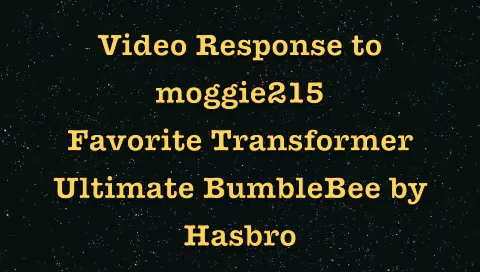 Video Response to
moggie215
Favorite Transformer
Ultimate BumbleBee by
Hasbro